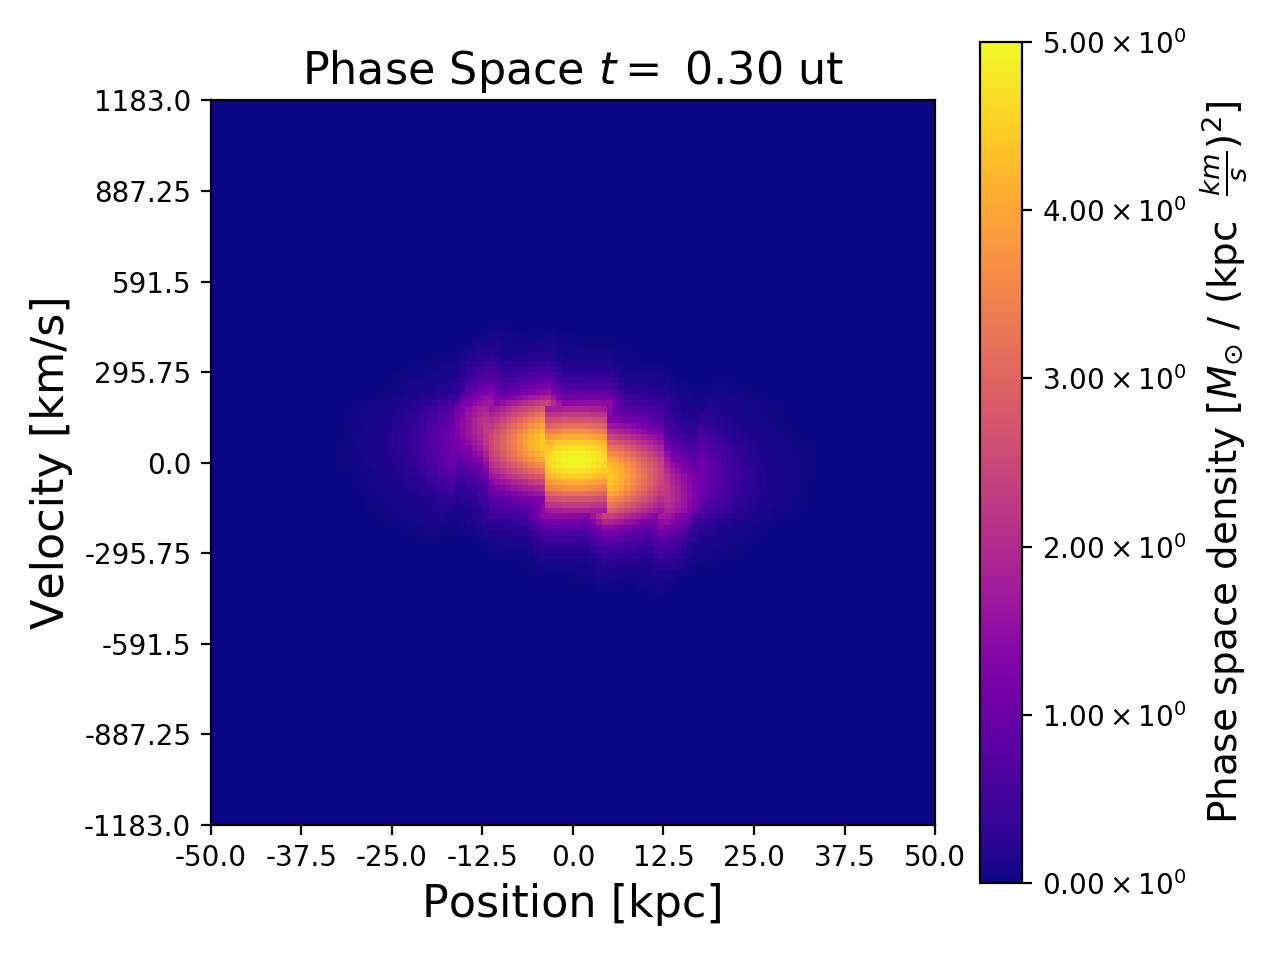 Phase Space t = 0.30 ut
1183.0
887.25
591.5
295.75
0.0
-295.75
-591.5
-887.25
-1183.0
Velocity [km/s]
-50.0 -37.5 -25.0 -12.5 0.0 12.5 25.0 37.5 50.0
Position [kpc]
5.00 × 10⁰
4.00 × 10⁰
3.00 × 10⁰
2.00 × 10⁰
1.00 × 10⁰
0.00 × 10⁰
Phase space density [M⊙ / (kpc km/s)²]